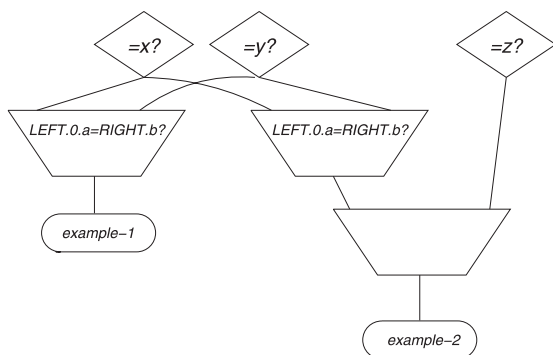 =x?
=y?
=z?
LEFT.0.a=RIGHT.b?
LEFT.0.a=RIGHT.b?
example−1
example−2